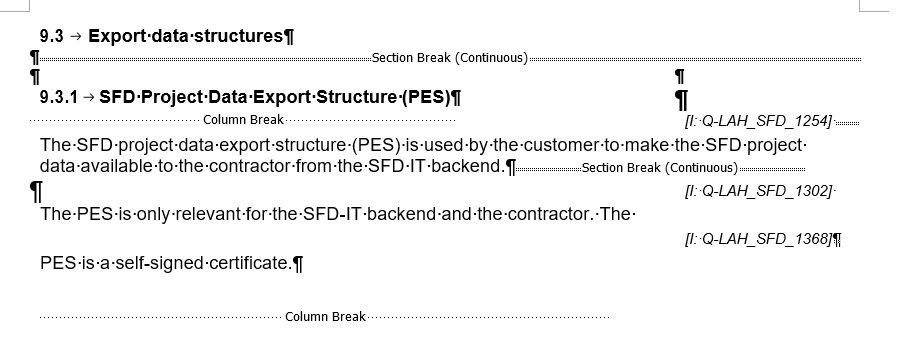 9.3 → Export·data·structures¶
¶ Section Break (Continuous)
¶ ¶
9.3.1 → SFD·Project·Data·Export·Structure·(PES)¶ ¶
Column Break
[I:·Q-LAH_SFD_1254]·
The·SFD·project·data·export·structure·(PES)·is·used·by·the·customer·to·make·the·SFD·project·
data·available·to·the·contractor·from·the·SFD·IT·backend.¶ Section Break (Continuous)
¶ [I:·Q-LAH_SFD_1302]·
The·PES·is·only·relevant·for·the·SFD-IT·backend·and·the·contractor.·The·
[I:·Q-LAH_SFD_1368]¶
PES·is·a·self-signed·certificate.¶
Column Break